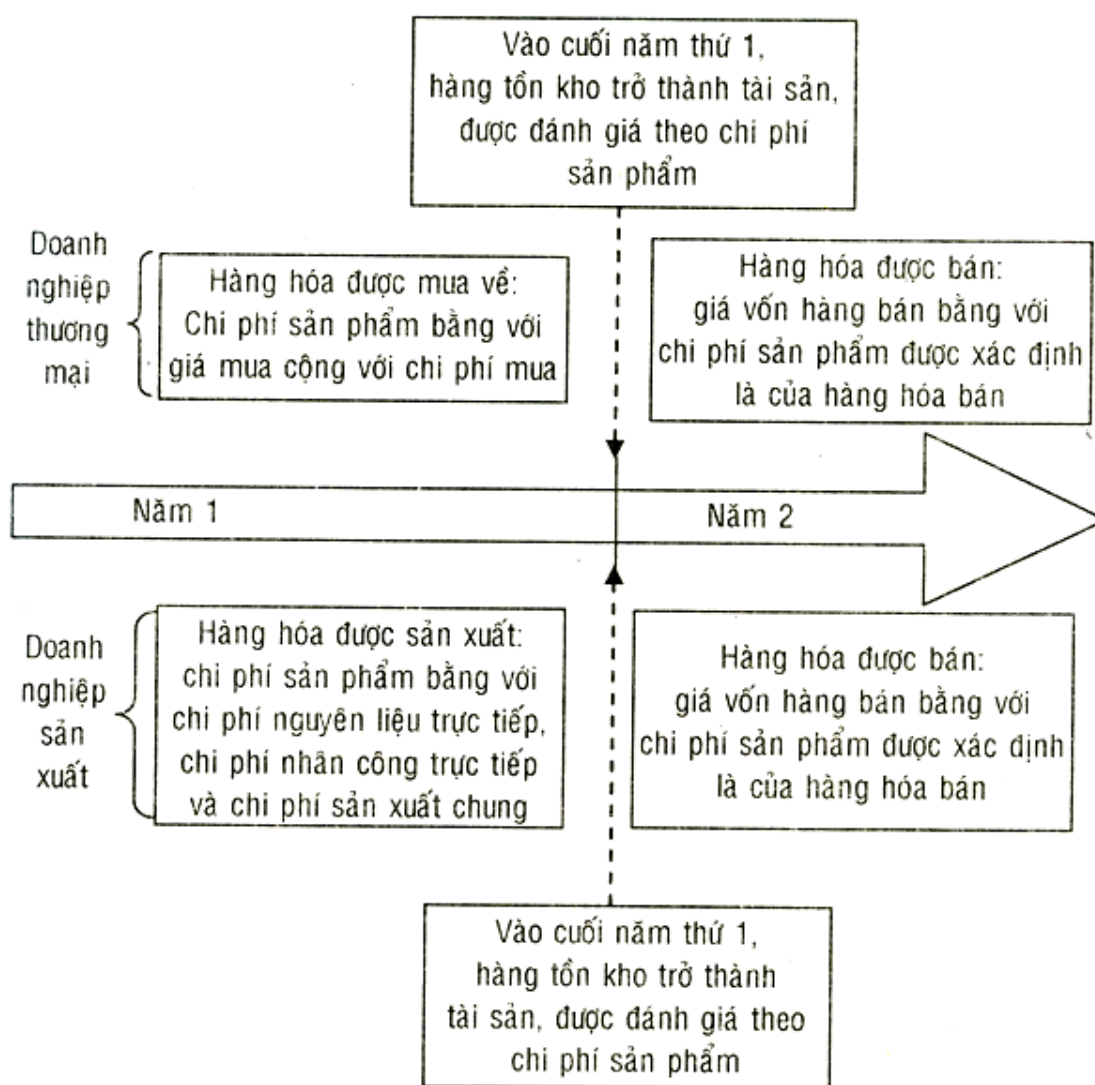 Vào cuối năm thứ 1,
hàng tồn kho trở thành tài sản,
được đánh giá theo chi phí
sản phẩm
Doanh
nghiệp
thương
mại
Hàng hóa được mua về:
Chi phí sản phẩm bằng với
giá mua cộng với chi phí mua
Hàng hóa được bán:
giá vốn hàng bán bằng với
chi phí sản phẩm được xác định
là của hàng hóa bán
Năm 1
Năm 2
Doanh
nghiệp
sản
xuất
Hàng hóa được sản xuất:
chi phí sản phẩm bằng với
chi phí nguyên liệu trực tiếp,
chi phí nhân công trực tiếp
và chi phí sản xuất chung
Hàng hóa được bán:
giá vốn hàng bán bằng với
chi phí sản phẩm được xác định
là của hàng hóa bán
Vào cuối năm thứ 1,
hàng tồn kho trở thành
tài sản, được đánh giá theo
chi phí sản phẩm